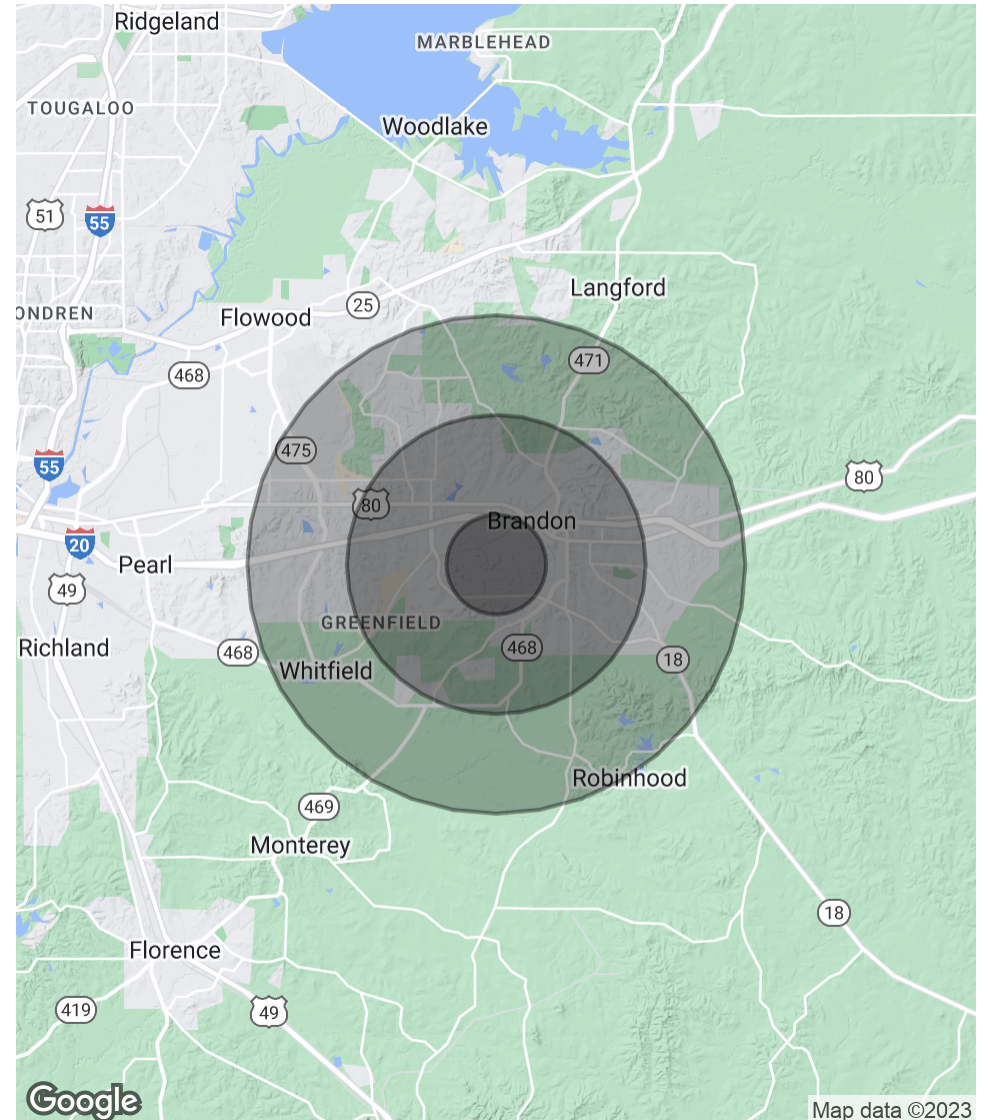 Ridgeland
MARBLEHEAD
TOUGALOO
Woodlake
51
55
Langford
25
ONDREN
Flowood
471
468
475
55
80
80
Brandon
20
Pearl
49
GREENFIELD
Richland
468
468
18
Whitfield
Robinhood
469
Monterey
18
Florence
419
49
Google
Map data ©2023